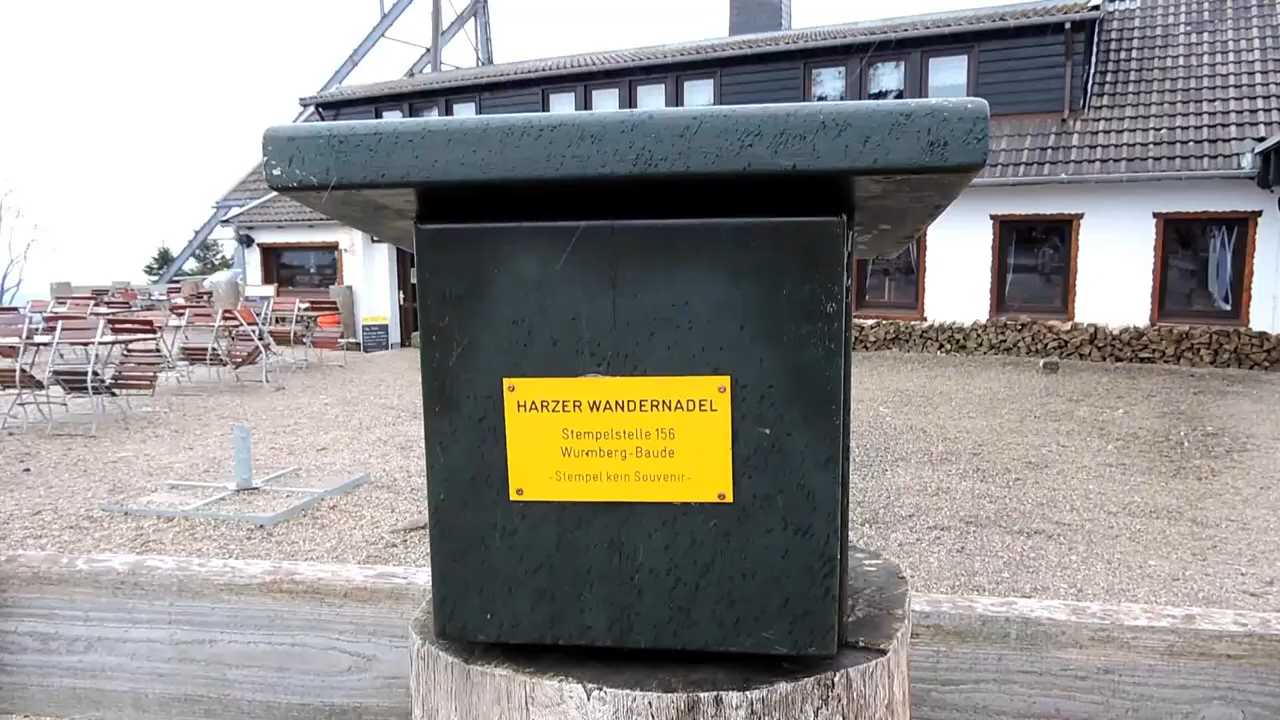 HARZER WANDERNADEL
Stempelstelle 156
Wurmberg-Baude
-Stempel kein Souvenir-